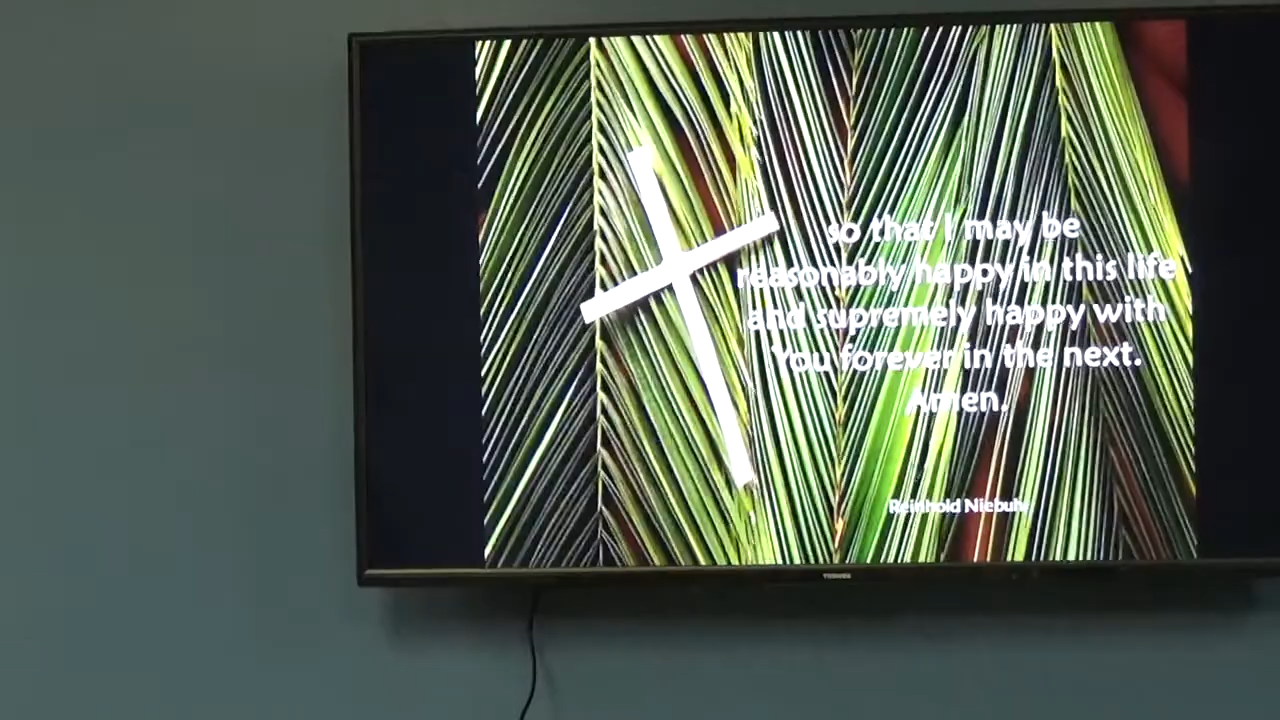 so that I may be
reasonably happy in this life
and supremely happy with
You forever in the next.
Amen.
Reinhold Niebuhr
TOSHIBA